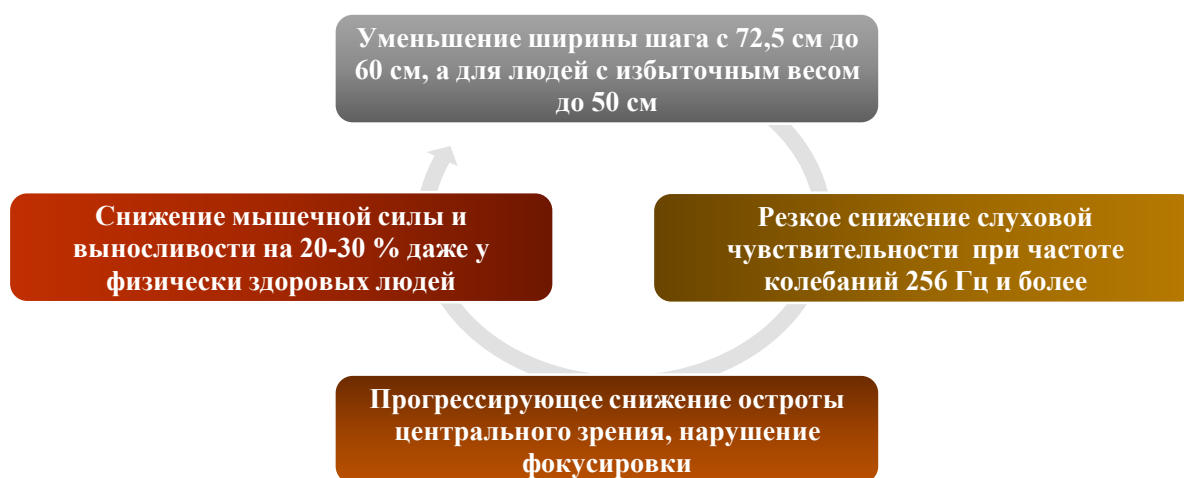 Уменьшение ширины шага с 72,5 см до
60 см, а для людей с избыточным весом
до 50 см
Снижение мышечной силы и
выносливости на 20-30 % даже у
физически здоровых людей
Резкое снижение слуховой
чувствительности при частоте
колебаний 256 Гц и более
Прогрессирующее снижение остроты
центрального зрения, нарушение
фокусировки